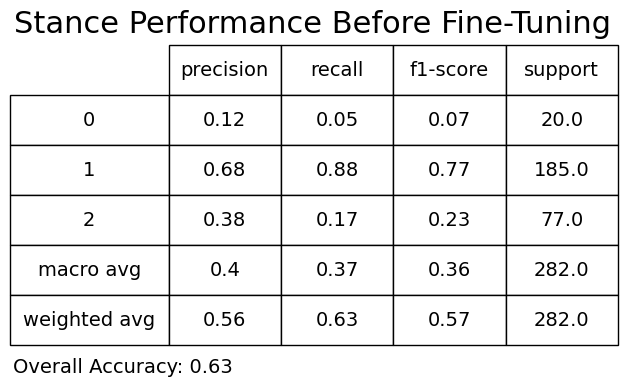 Stance Performance Before Fine-Tuning
precision recall f1-score support
0 0.12 0.05 0.07 20.0
1 0.68 0.88 0.77 185.0
2 0.38 0.17 0.23 77.0
macro avg 0.4 0.37 0.36 282.0
weighted avg 0.56 0.63 0.57 282.0
Overall Accuracy: 0.63